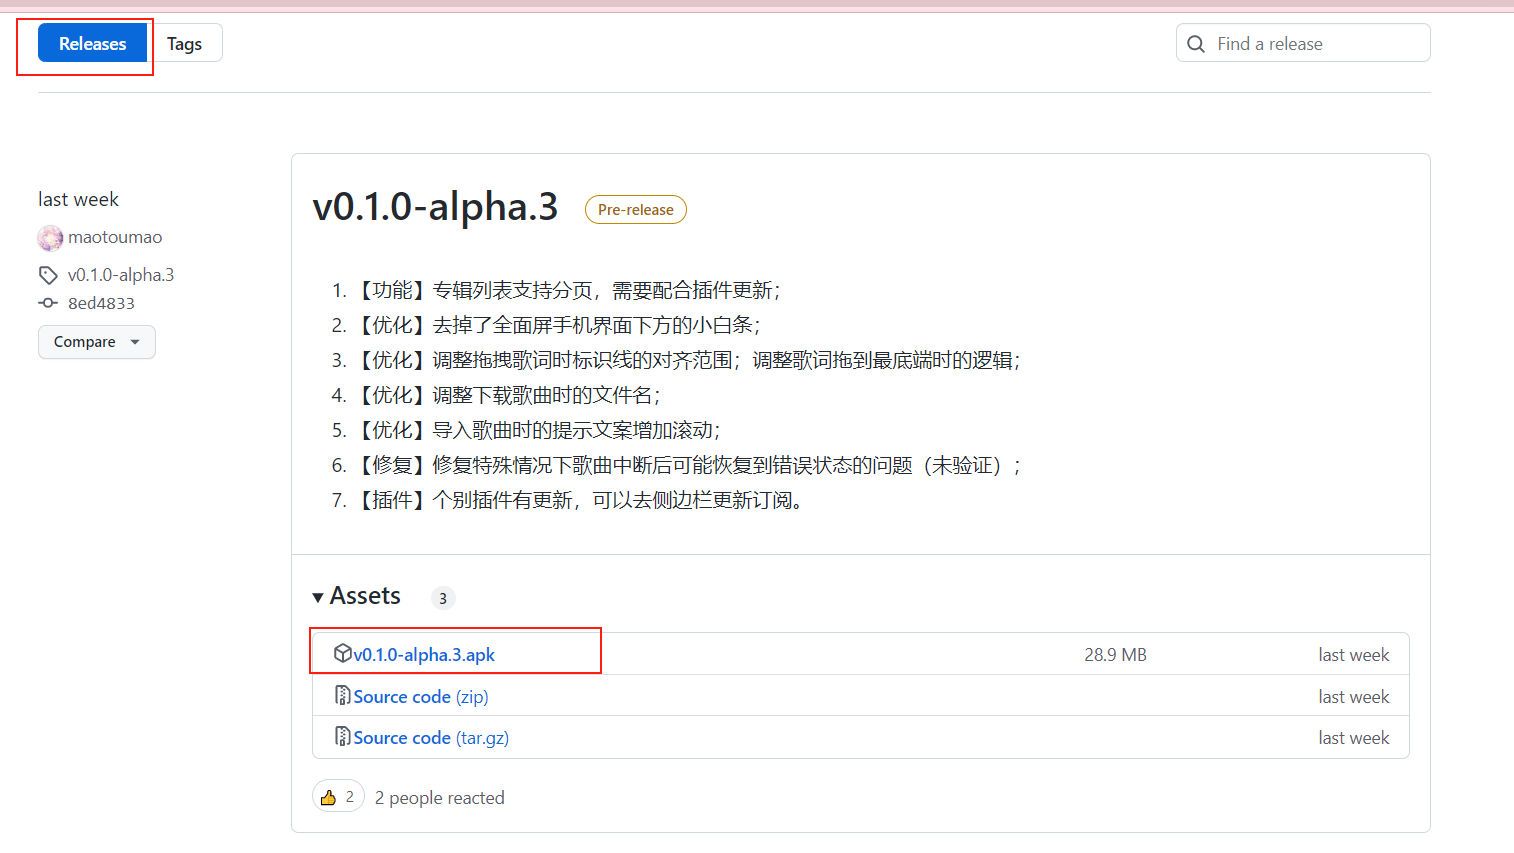 Releases
Tags
Find a release
last week
maotoumao
v0.1.0-alpha.3
8ed4833
Compare
v0.1.0-alpha.3
Pre-release
1. 【功能】专辑列表支持分页，需要配合插件更新；
2. 【优化】去掉了全面屏手机界面下方的小白条；
3. 【优化】调整拖拽歌词时标识线的对齐范围；调整歌词拖到最底端时的逻辑；
4. 【优化】调整下载歌曲时的文件名；
5. 【优化】导入歌曲时的提示文案增加滚动；
6. 【修复】修复特殊情况下歌曲中断后可能恢复到错误状态的问题（未验证）；
7. 【插件】个别插件有更新，可以去侧边栏更新订阅。
Assets 3
v0.1.0-alpha.3.apk 28.9 MB last week
Source code (zip) last week
Source code (tar.gz) last week
2 2 people reacted